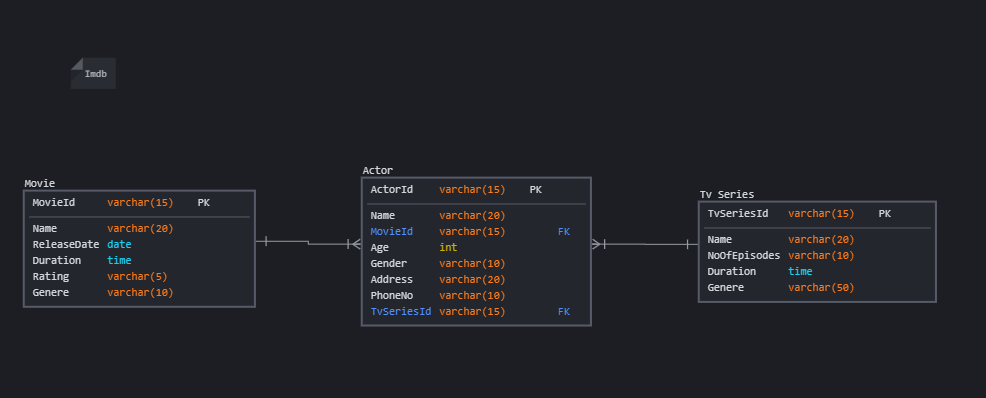 Imdb
Movie
MovieId varchar(15) PK
Name varchar(20)
ReleaseDate date
Duration time
Rating varchar(5)
Genere varchar(10)
Actor
ActorId varchar(15) PK
Name varchar(20)
MovieId varchar(15) FK
Age int
Gender varchar(10)
Address varchar(20)
PhoneNo varchar(10)
TvSeriesId varchar(15) FK
Tv Series
TvSeriesId varchar(15) PK
Name varchar(20)
NoOfEpisodes varchar(10)
Duration time
Genere varchar(50)